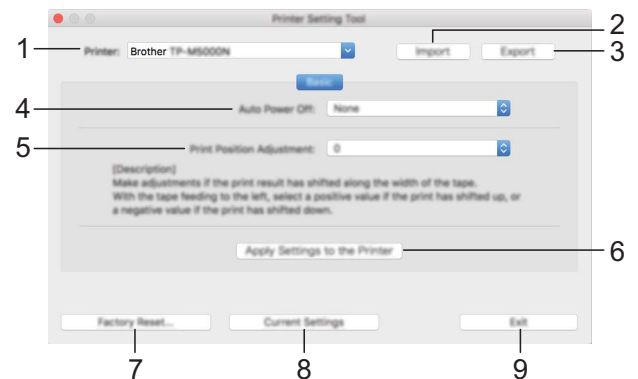 Printer Setting Tool
2
1
Printer: Brother TP-M5000N
Import
Export
3
Basic
4
Auto Power Off: None
5
Print Position Adjustment: 0
[Description]
Make adjustments if the print result has shifted along the width of the tape.
With the tape feeding to the left, select a positive value if the print has shifted up, or
a negative value if the print has shifted down.
Apply Settings to the Printer
6
Factory Reset...
Current Settings
Exit
7
8
9